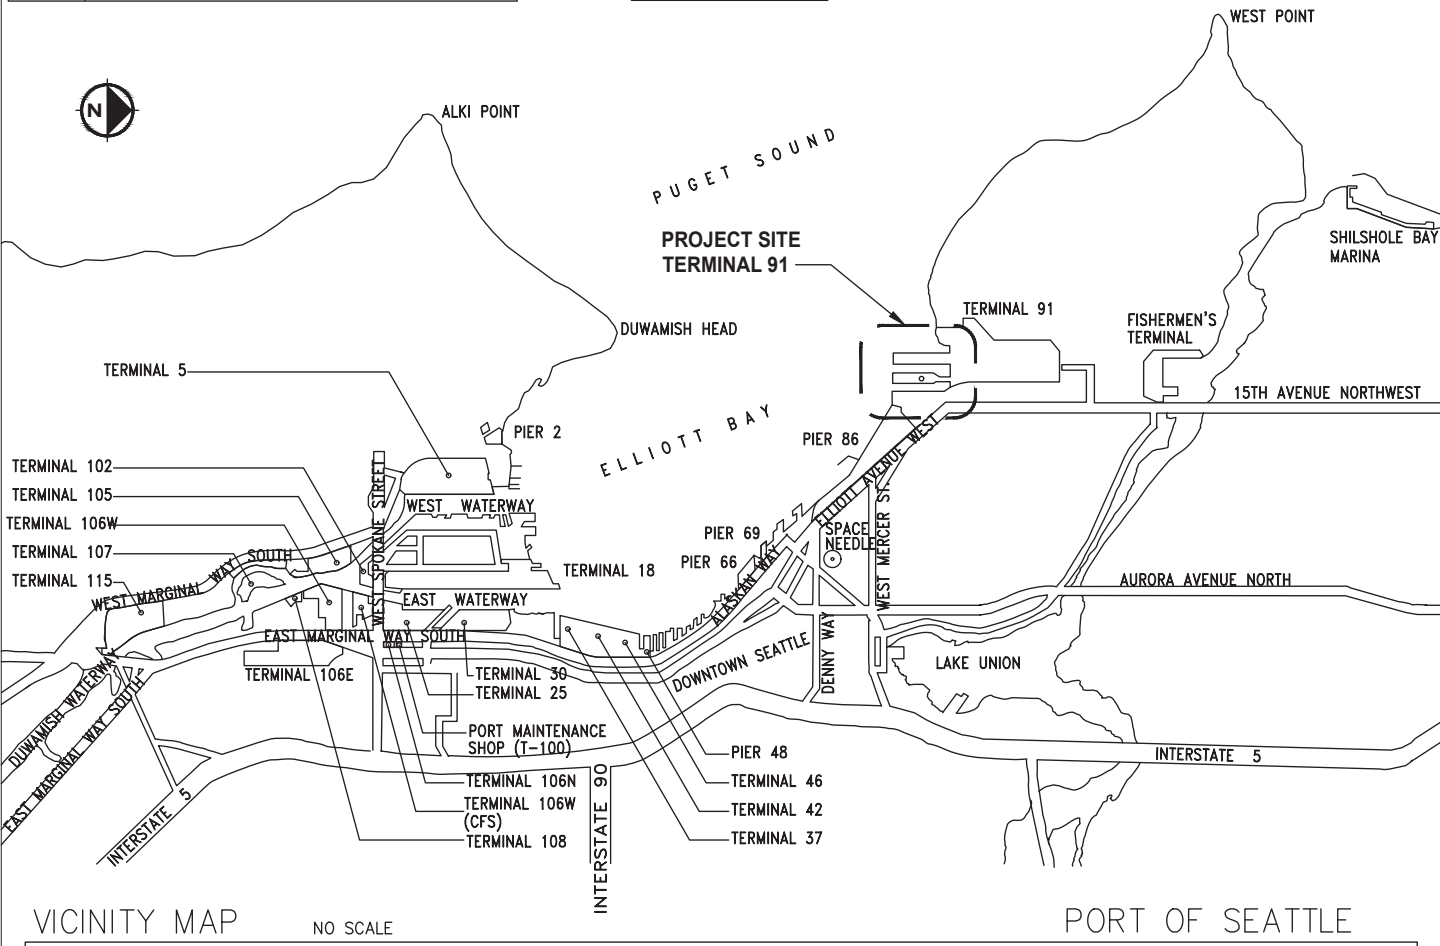 WEST POINT
N
ALKI POINT
PUGET SOUND
PROJECT SITE
TERMINAL 91
SHILSHOLE BAY
MARINA
TERMINAL 91
FISHERMEN'S
TERMINAL
DUWAMISH HEAD
TERMINAL 5
15TH AVENUE NORTHWEST
ELLIOTT BAY
PIER 2
PIER 86
ELLIOTT AVENUE WEST
TERMINAL 102
TERMINAL 105
TERMINAL 106W
TERMINAL 107
TERMINAL 115
WEST MARGINAL WAY SOUTH
WEST SPOKANE STREET
WEST WATERWAY
TERMINAL 18
EAST WATERWAY
PIER 69
PIER 66
ALASKAN WAY
SPACE
NEEDLE
WEST MERCER ST.
AURORA AVENUE NORTH
EAST MARGINAL WAY SOUTH
TERMINAL 106E
TERMINAL 30
TERMINAL 25
DOWNTOWN SEATTLE
DENNY WAY
LAKE UNION
DUWAMISH WATERWAY
EAST MARGINAL WAY SOUTH
PORT MAINTENANCE
SHOP (T-100)
PIER 48
INTERSTATE 5
TERMINAL 106N
TERMINAL 46
TERMINAL 106W
(CFS)
TERMINAL 42
TERMINAL 108
TERMINAL 37
INTERSTATE 5
INTERSTATE 90
VICINITY MAP
NO SCALE
PORT OF SEATTLE